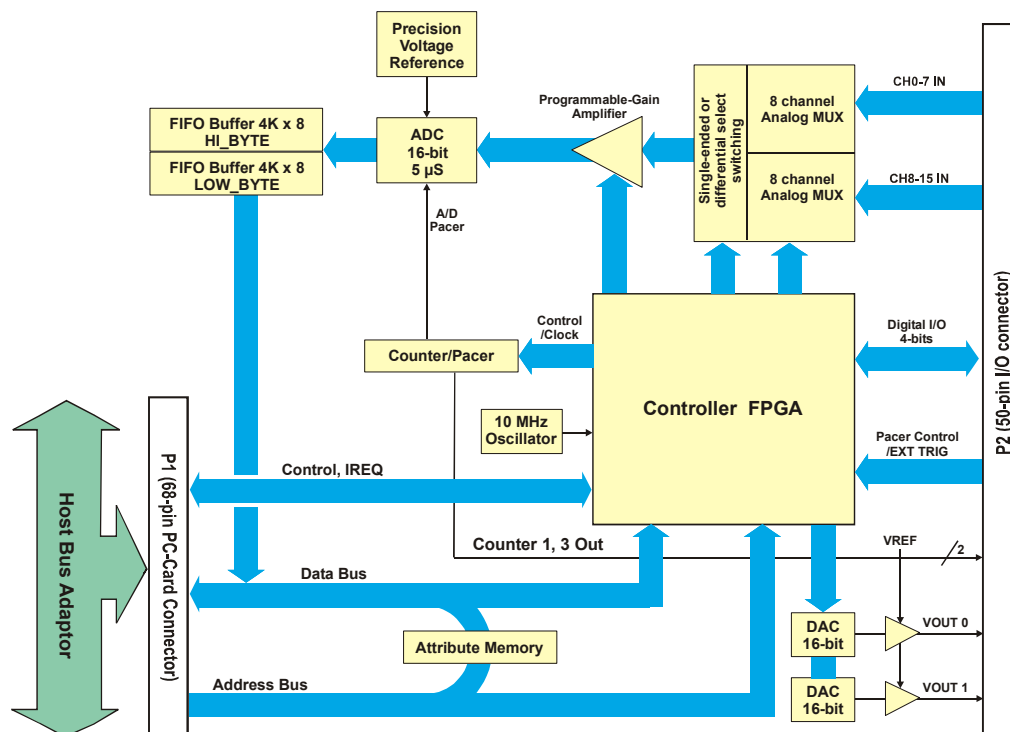 Precision
Voltage
Reference
FIFO Buffer 4K x 8
HI_BYTE
FIFO Buffer 4K x 8
LOW_BYTE
ADC
16-bit
5 µS
Programmable-Gain
Amplifier
Single-ended or
differential select
switching
8 channel
Analog MUX
8 channel
Analog MUX
CH0-7 IN
CH8-15 IN
A/D
Pacer
Control
/Clock
Counter/Pacer
10 MHz
Oscillator
Controller FPGA
Digital I/O
4-bits
Pacer Control
/EXT TRIG
P2 (50-pin I/O connector)
Host Bus Adaptor
P1 (68-pin PC-Card Connector)
Control, IREQ
Counter 1, 3 Out
VREF
2
Data Bus
Attribute Memory
Address Bus
DAC
16-bit
VOUT 0
DAC
16-bit
VOUT 1